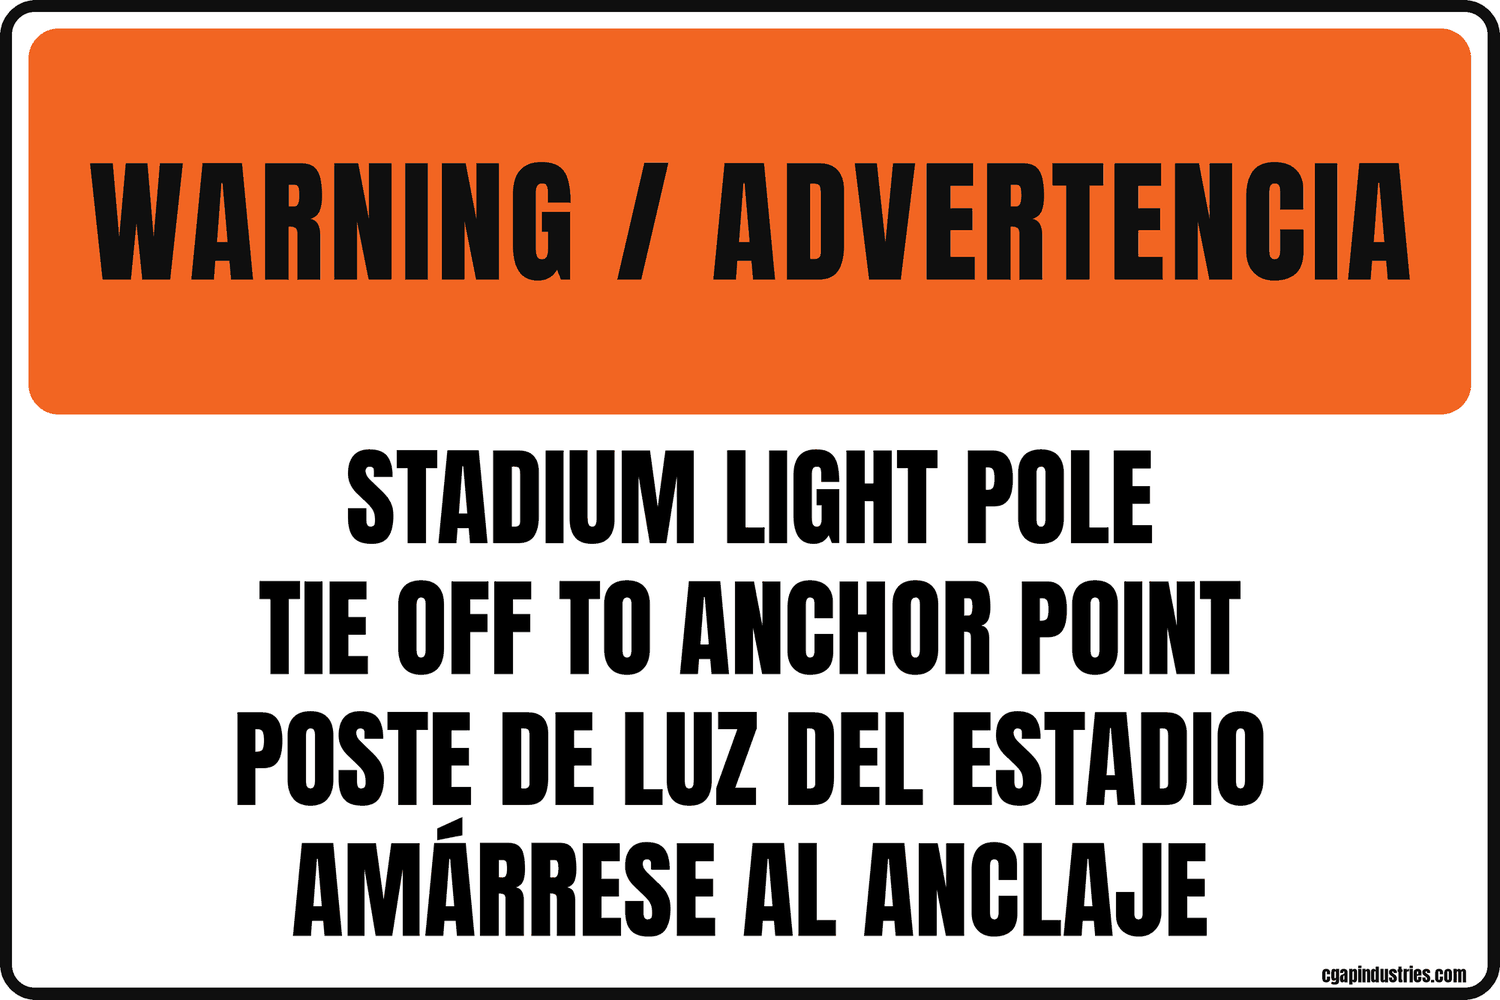 WARNING / ADVERTENCIA
STADIUM LIGHT POLE
TIE OFF TO ANCHOR POINT
POSTE DE LUZ DEL ESTADIO
AMÁRRESE AL ANCLAJE
cgapindustries.com